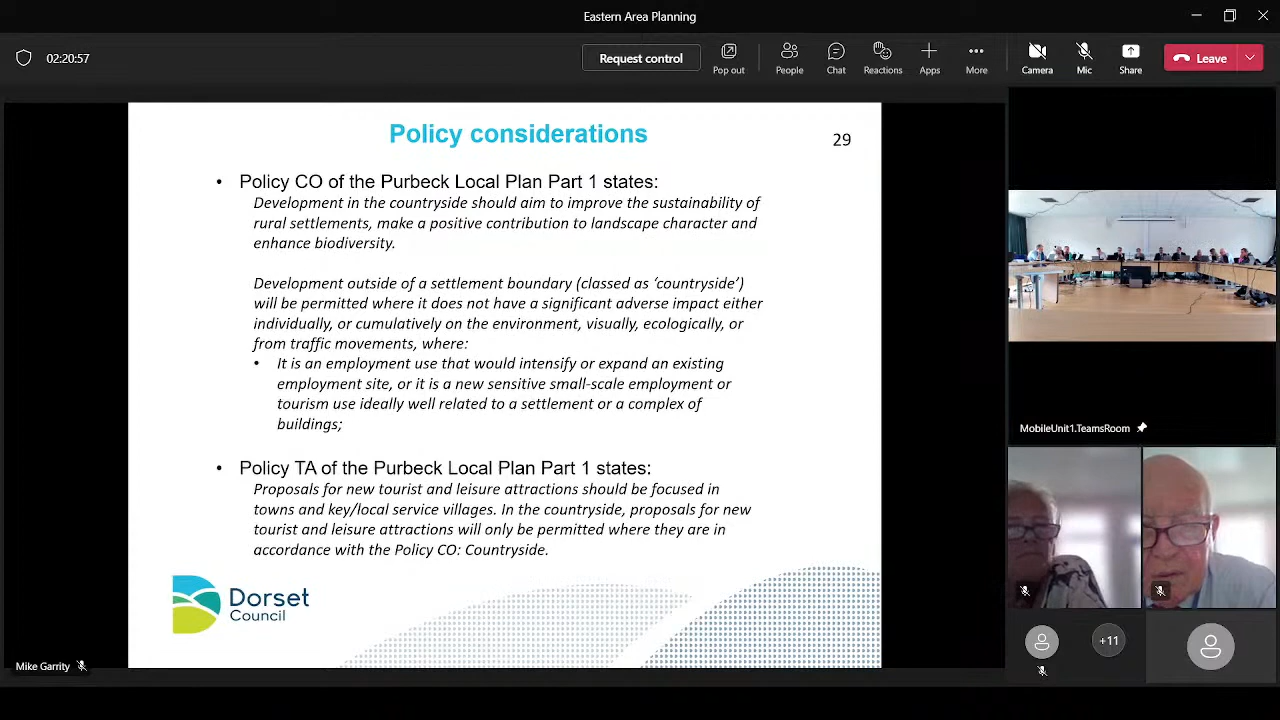 Eastern Area Planning
02:20:57
Request control
Pop out
People
Chat
Reactions
Apps
More
Camera
Mic
Share
Leave
Policy considerations
29
• Policy CO of the Purbeck Local Plan Part 1 states:
Development in the countryside should aim to improve the sustainability of
rural settlements, make a positive contribution to landscape character and
enhance biodiversity.
Development outside of a settlement boundary (classed as ‘countryside’)
will be permitted where it does not have a significant adverse impact either
individually, or cumulatively on the environment, visually, ecologically, or
from traffic movements, where:
• It is an employment use that would intensify or expand an existing
employment site, or it is a new sensitive small-scale employment or
tourism use ideally well related to a settlement or a complex of
buildings;
• Policy TA of the Purbeck Local Plan Part 1 states:
Proposals for new tourist and leisure attractions should be focused in
towns and key/local service villages. In the countryside, proposals for new
tourist and leisure attractions will only be permitted where they are in
accordance with the Policy CO: Countryside.
Dorset
Council
Mike Garrity
MobileUnit1.TeamsRoom
+11